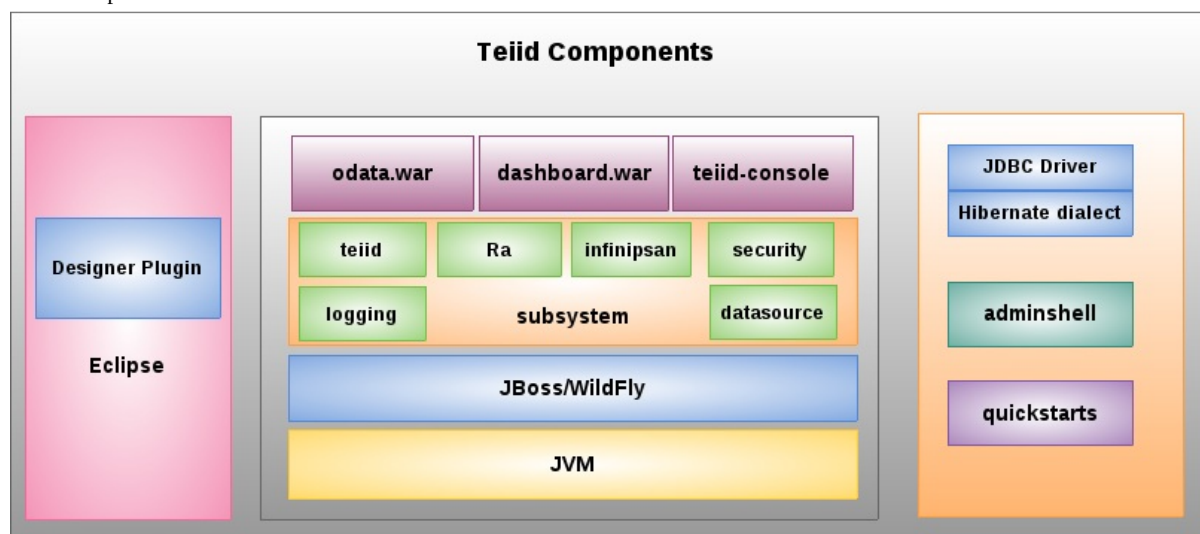 Teiid Components
Designer Plugin
Eclipse
odata.war
dashboard.war
teiid-console
teiid
Ra
infinipsan
security
logging
subsystem
datasource
JBoss/WildFly
JVM
JDBC Driver
Hibernate dialect
adminshell
quickstarts